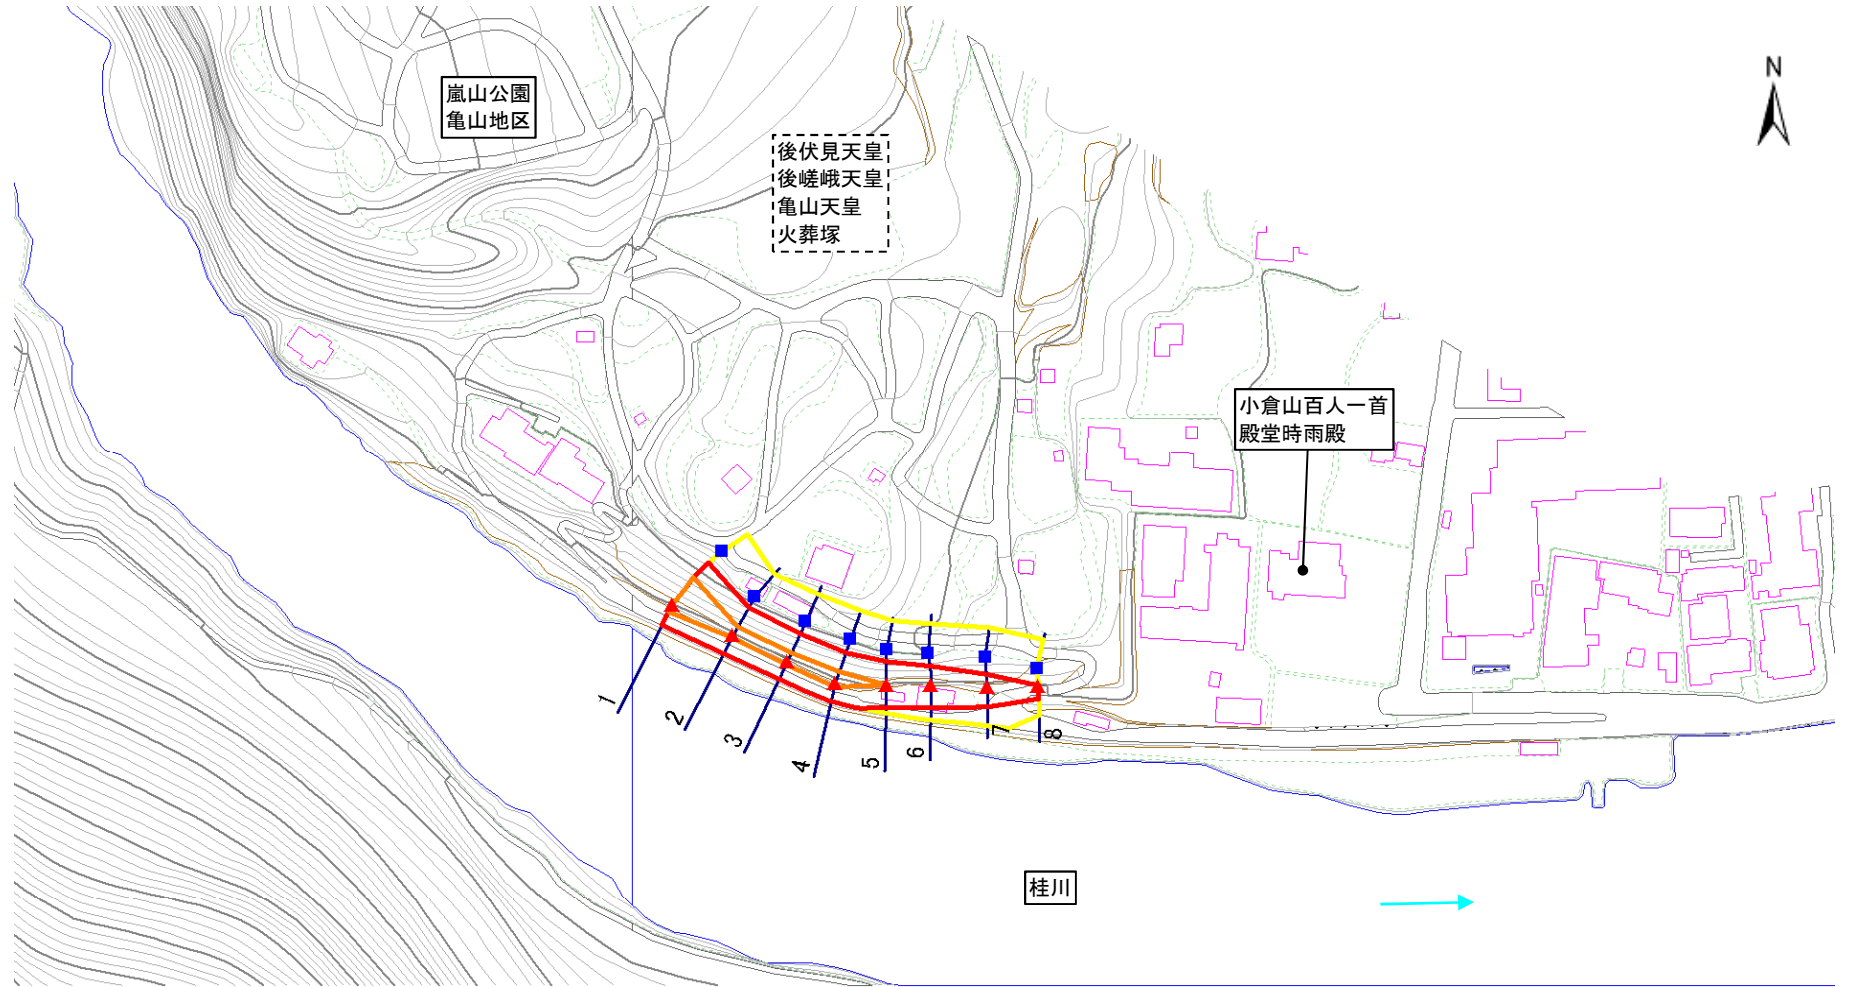 嵐山公園
亀山地区
N
後伏見天皇
後嵯峨天皇
亀山天皇
火葬塚
小倉山百人一首
殿堂時雨殿
1
2
3
4
5
6
7
8
桂川